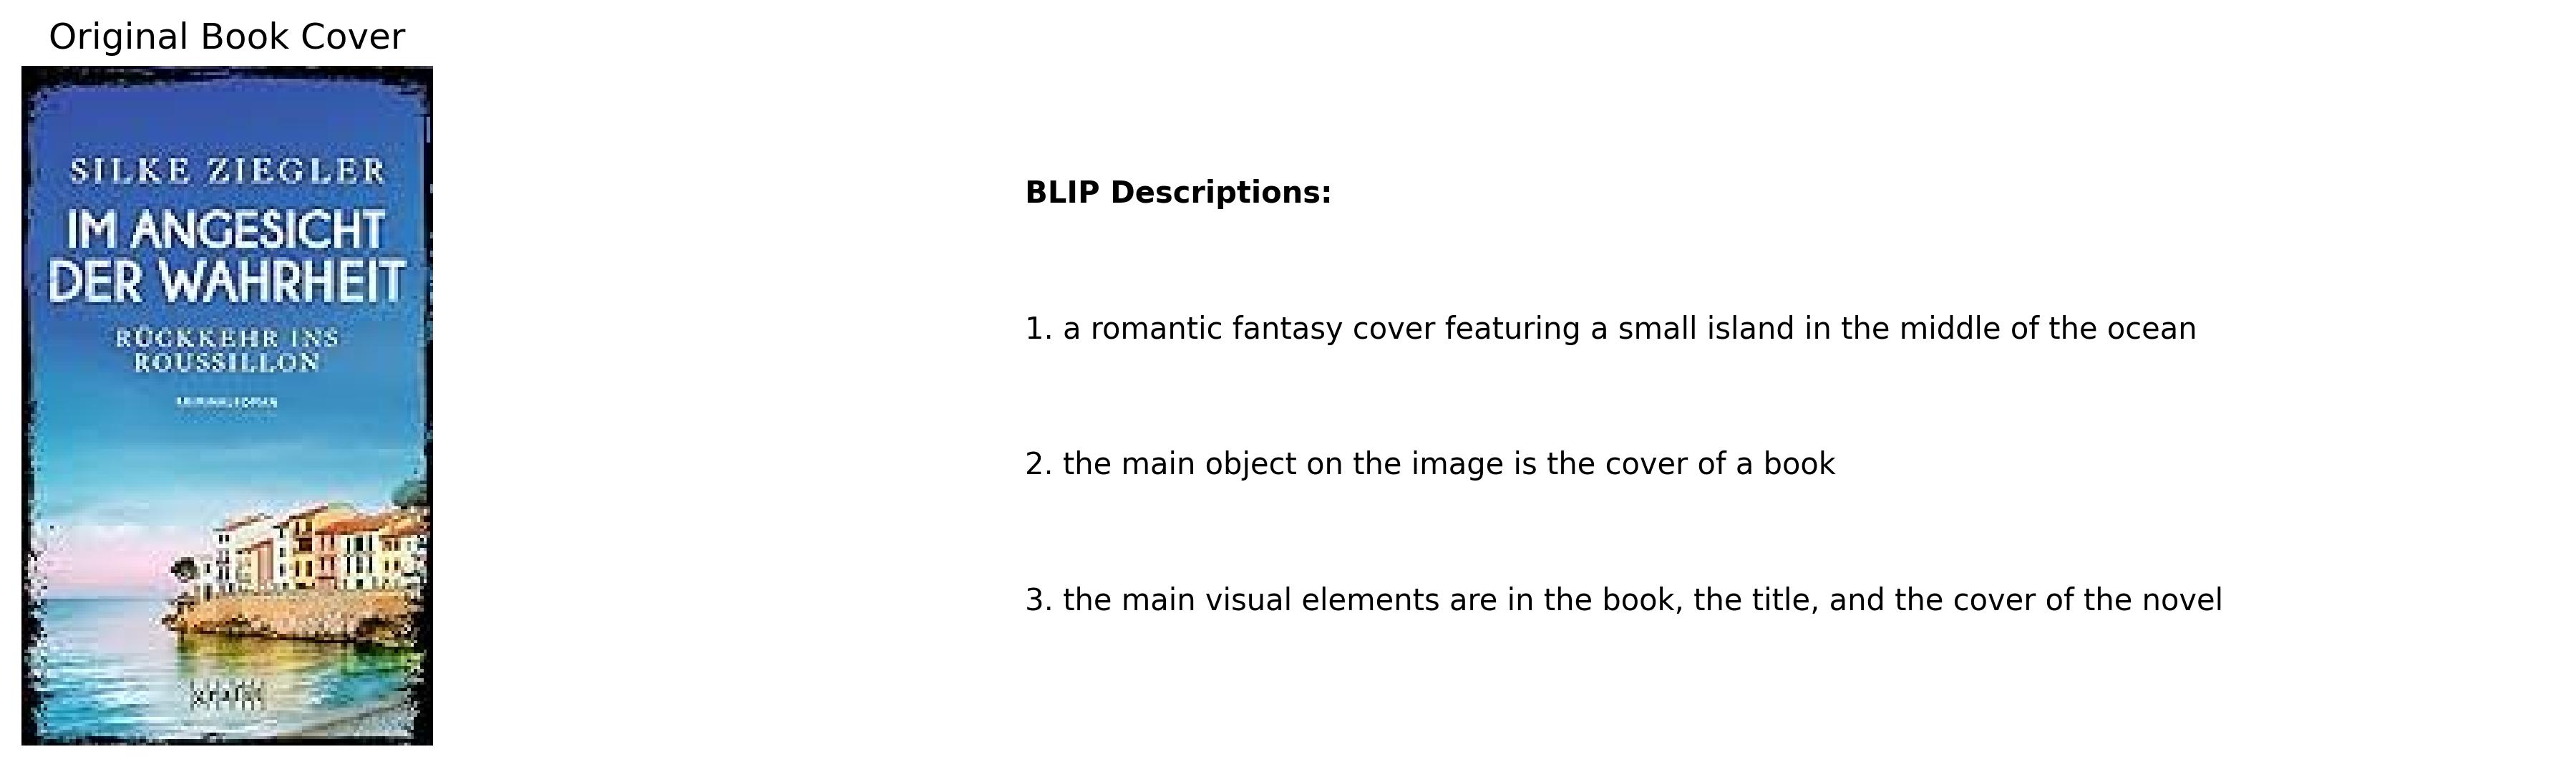 Original Book Cover
SILKE ZIEGLER
IM ANGESICHT
DER WAHRHEIT
RÜCKKEHR INS
ROUSSILLON
KRIMINALROMAN
BLIP Descriptions:
1. a romantic fantasy cover featuring a small island in the middle of the ocean
2. the main object on the image is the cover of a book
3. the main visual elements are in the book, the title, and the cover of the novel